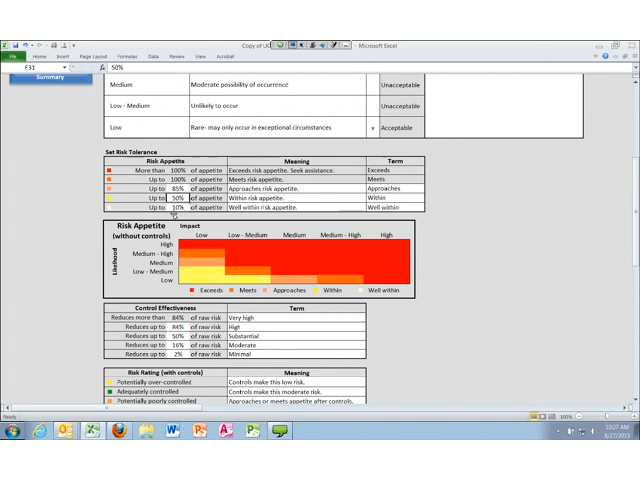 Copy of UC - Microsoft Excel
File Home Insert Page Layout Formulas Data Review View Acrobat
F31 fx 50%
Summary
Medium Moderate possibility of occurrence Unacceptable
Low - Medium Unlikely to occur Unacceptable
Low Rare- may only occur in exceptional circumstances x Acceptable
Set Risk Tolerance
Risk Appetite Meaning Term
More than 100% of appetite Exceeds risk appetite. Seek assistance. Exceeds
Up to 100% of appetite Meets risk appetite. Meets
Up to 85% of appetite Approaches risk appetite. Approaches
Up to 50% of appetite Within risk appetite. Within
Up to 10% of appetite Well within risk appetite. Well within
Risk Appetite Impact
(without controls) Low Low - Medium Medium Medium - High High
Likelihood
High
Medium - High
Medium
Low - Medium
Low
Exceeds Meets Approaches Within Well within
Control Effectiveness Term
Reduces more than 84% of raw risk Very high
Reduces up to 84% of raw risk High
Reduces up to 50% of raw risk Substantial
Reduces up to 16% of raw risk Moderate
Reduces up to 2% of raw risk Minimal
Risk Rating (with controls) Meaning
Potentially over-controlled Controls make this low risk.
Adequately controlled Controls make this moderate risk.
Potentially poorly controlled Approaches or meets appetite after controls.
Ready 100%
10:27 AM
8/27/2013